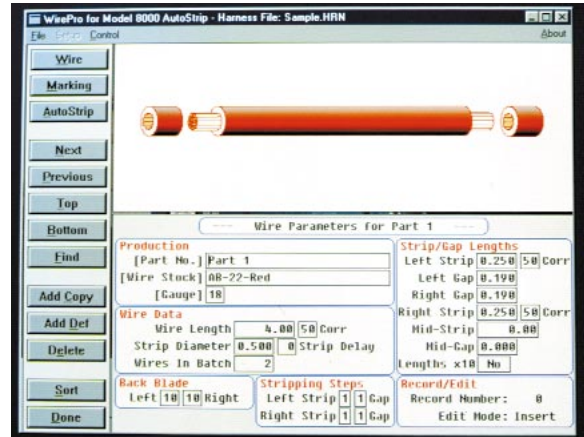 WirePro for Model 8000 AutoStrip - Harness File: Sample.HRN
File Setup Control About
Wire
Marking
AutoStrip
Next
Previous
Top
Bottom
Find
Add Copy
Add Def
Delete
Sort
Done
--- Wire Parameters for Part 1 ---
Production
[Part No.] Part 1
[Wire Stock] AB-22-Red
[Gauge] 18
Wire Data
Wire Length 4.00 50 Corr
Strip Diameter 0.500 0 Strip Delay
Wires In Batch 2
Back Blade
Left 10 10 Right
Stripping Steps
Left Strip 1 1 Gap
Right Strip 1 1 Gap
Strip/Gap Lengths
Left Strip 0.250 50 Corr
Left Gap 0.190
Right Gap 0.190
Right Strip 0.250 50 Corr
Mid-Strip 0.00
Mid-Gap 0.000
Lengths x10 No
Record/Edit
Record Number: 0
Edit Mode: Insert